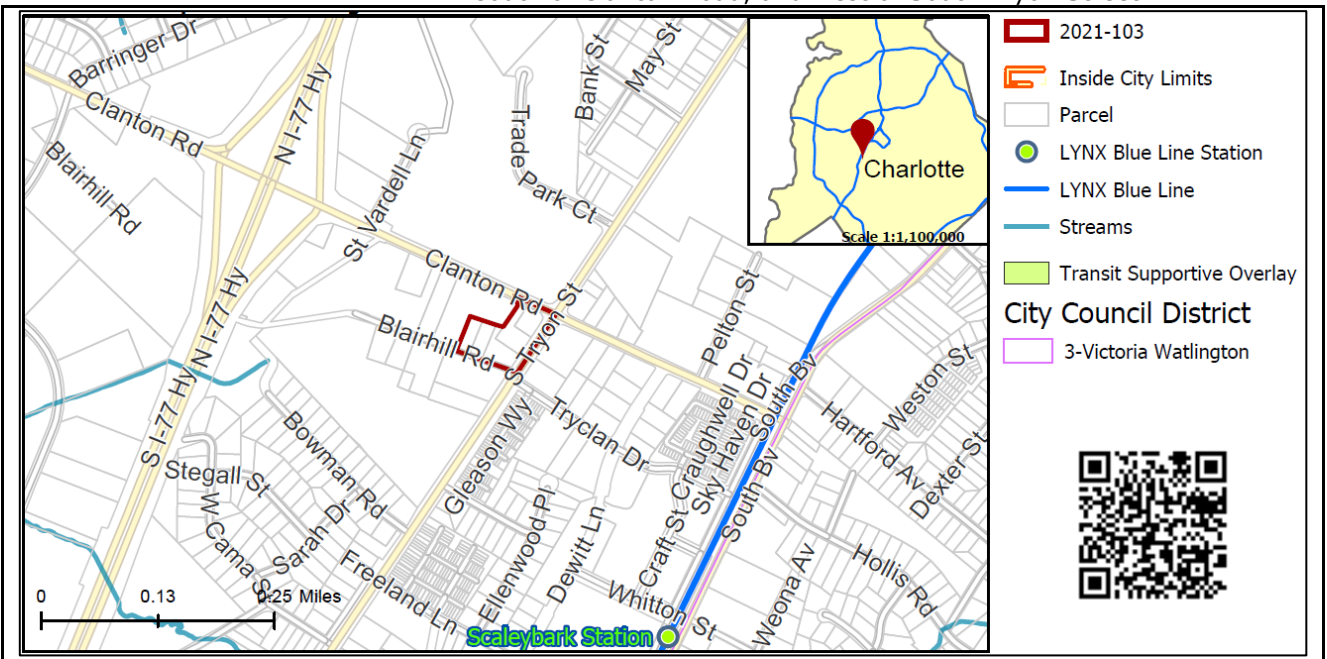 Barringer Dr
Clanton Rd
Blairhill Rd
N I-77 Hy
St Vardell Ln
Trade Park Ct
Bank St
May St
Charlotte
Scale 1:1,100,000
Clanton Rd
Blairhill Rd
S Tryon St
Pelton St
N I-77 Hy
S I-77 Hy
Gleason Wy
Tryclan Dr
Craughwell Dr
Sky Haven Dr
South Bv
South Bv
Hartford Av
Weston St
Dexter St
Bowman Rd
Stegall St
W Cama St
Sarah Dr
Freeland Ln
Ellenwood Pl
Dewitt Ln
Craft St
Whitton St
Weona Av
Hollis Rd
0 0.13 0.25 Miles
Scaleybark Station
2021-103
Inside City Limits
Parcel
LYNX Blue Line Station
LYNX Blue Line
Streams
Transit Supportive Overlay
City Council District
3-Victoria Watlington